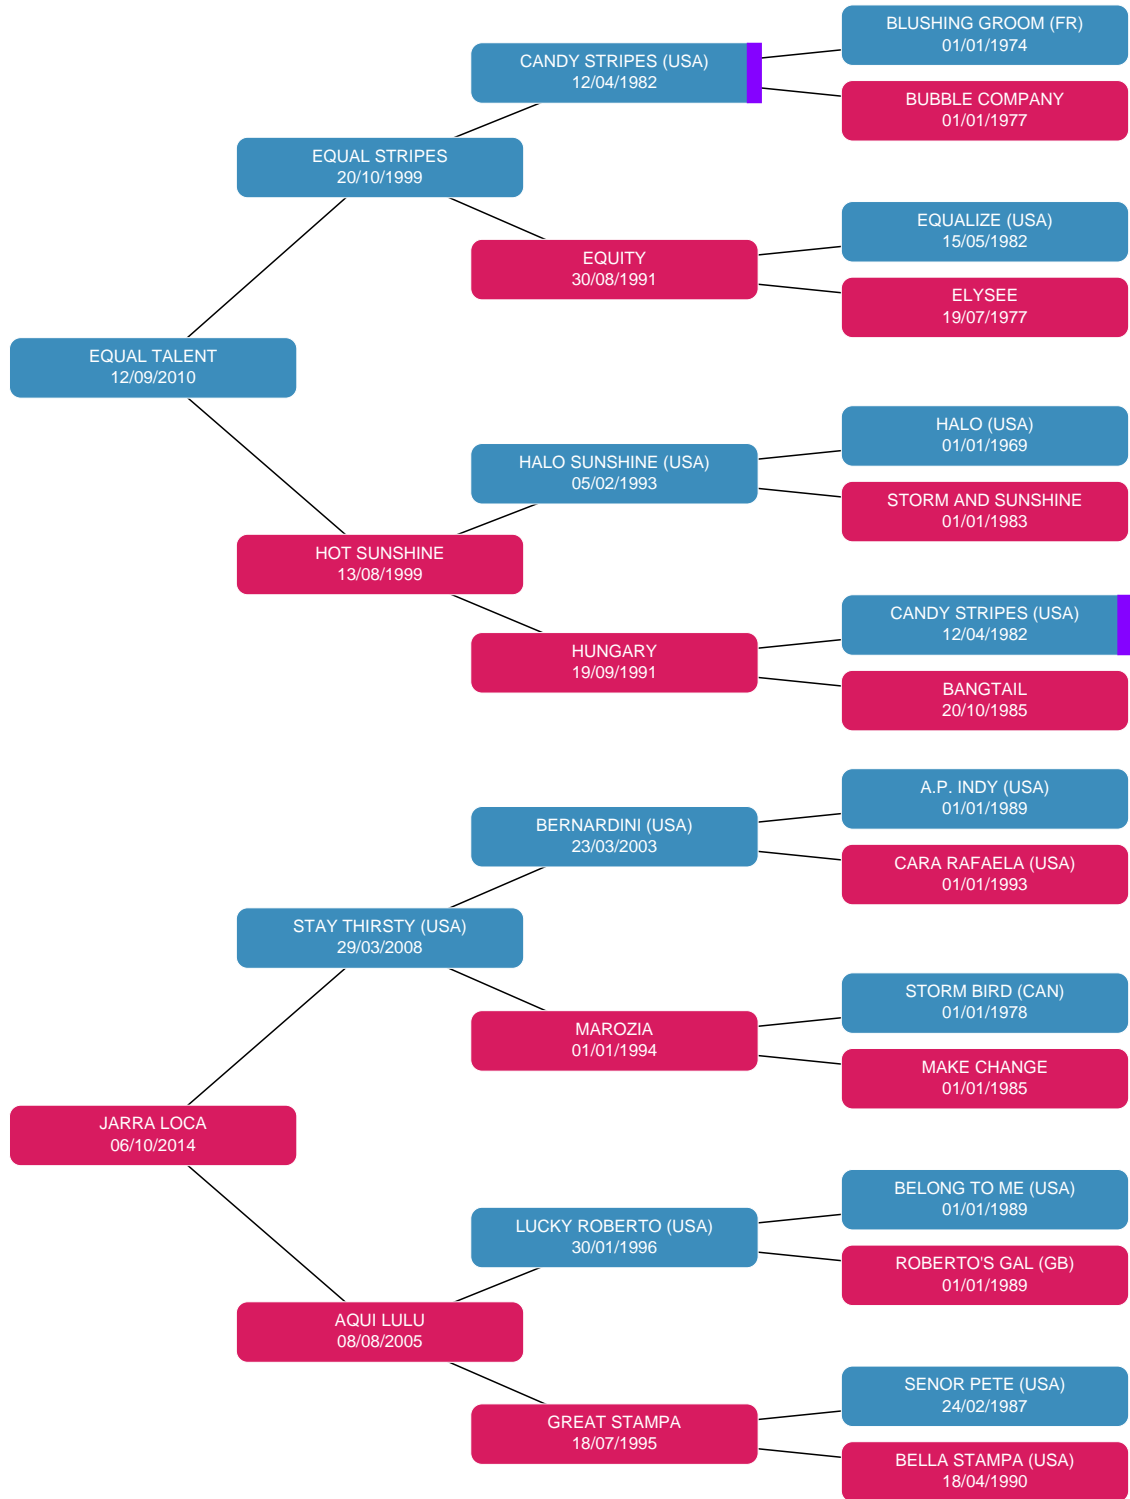 BLUSHING GROOM (FR)
01/01/1974
CANDY STRIPES (USA)
12/04/1982
BUBBLE COMPANY
01/01/1977
EQUAL STRIPES
20/10/1999
EQUALIZE (USA)
15/05/1982
EQUITY
30/08/1991
ELYSEE
19/07/1977
EQUAL TALENT
12/09/2010
HALO (USA)
01/01/1969
HALO SUNSHINE (USA)
05/02/1993
STORM AND SUNSHINE
01/01/1983
HOT SUNSHINE
13/08/1999
CANDY STRIPES (USA)
12/04/1982
HUNGARY
19/09/1991
BANGTAIL
20/10/1985
A.P. INDY (USA)
01/01/1989
BERNARDINI (USA)
23/03/2003
CARA RAFAELA (USA)
01/01/1993
STAY THIRSTY (USA)
29/03/2008
STORM BIRD (CAN)
01/01/1978
MAROZIA
01/01/1994
MAKE CHANGE
01/01/1985
JARRA LOCA
06/10/2014
BELONG TO ME (USA)
01/01/1989
LUCKY ROBERTO (USA)
30/01/1996
ROBERTO'S GAL (GB)
01/01/1989
AQUI LULU
08/08/2005
SENOR PETE (USA)
24/02/1987
GREAT STAMPA
18/07/1995
BELLA STAMPA (USA)
18/04/1990